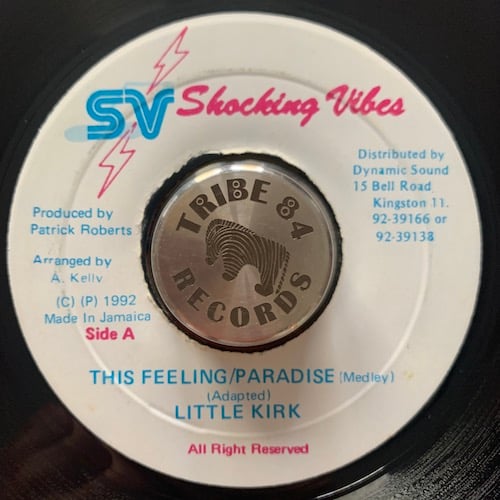 SV Shocking Vibes
Distributed by
Dynamic Sound
15 Bell Road
Kingston 11.
92-39166 or
92-39138
Produced by
Patrick Roberts
Arranged by
A. Kelly
(C) (P) 1992
Made In Jamaica
Side A
TRIBE 84
RECORDS
THIS FEELING/PARADISE (Medley)
(Adapted)
LITTLE KIRK
All Right Reserved